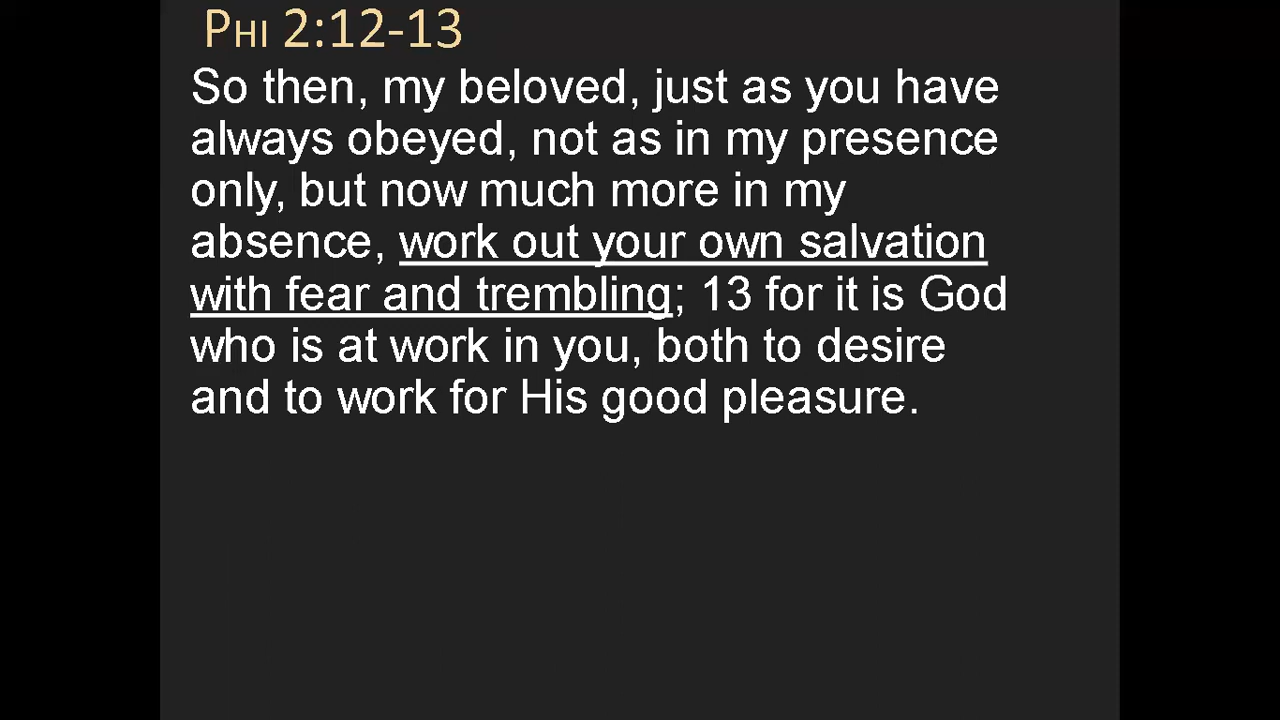 PHI 2:12-13
So then, my beloved, just as you have
always obeyed, not as in my presence
only, but now much more in my
absence, work out your own salvation
with fear and trembling; 13 for it is God
who is at work in you, both to desire
and to work for His good pleasure.